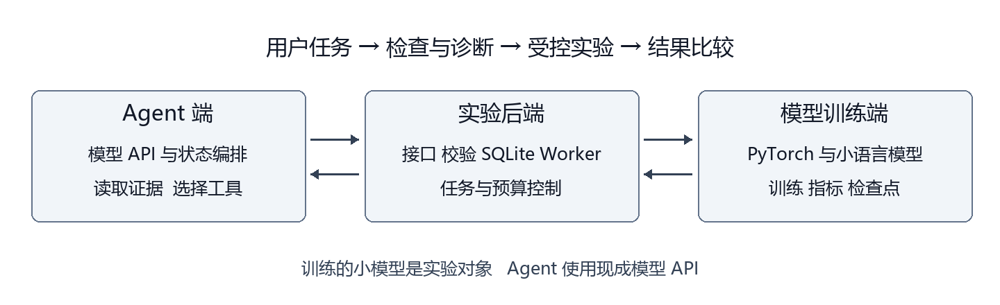 用户任务 → 检查与诊断 → 受控实验 → 结果比较
Agent 端
模型 API 与状态编排
读取证据 选择工具
实验后端
接口 校验 SQLite Worker
任务与预算控制
模型训练端
PyTorch 与小语言模型
训练 指标 检查点
训练的小模型是实验对象 Agent 使用现成模型 API